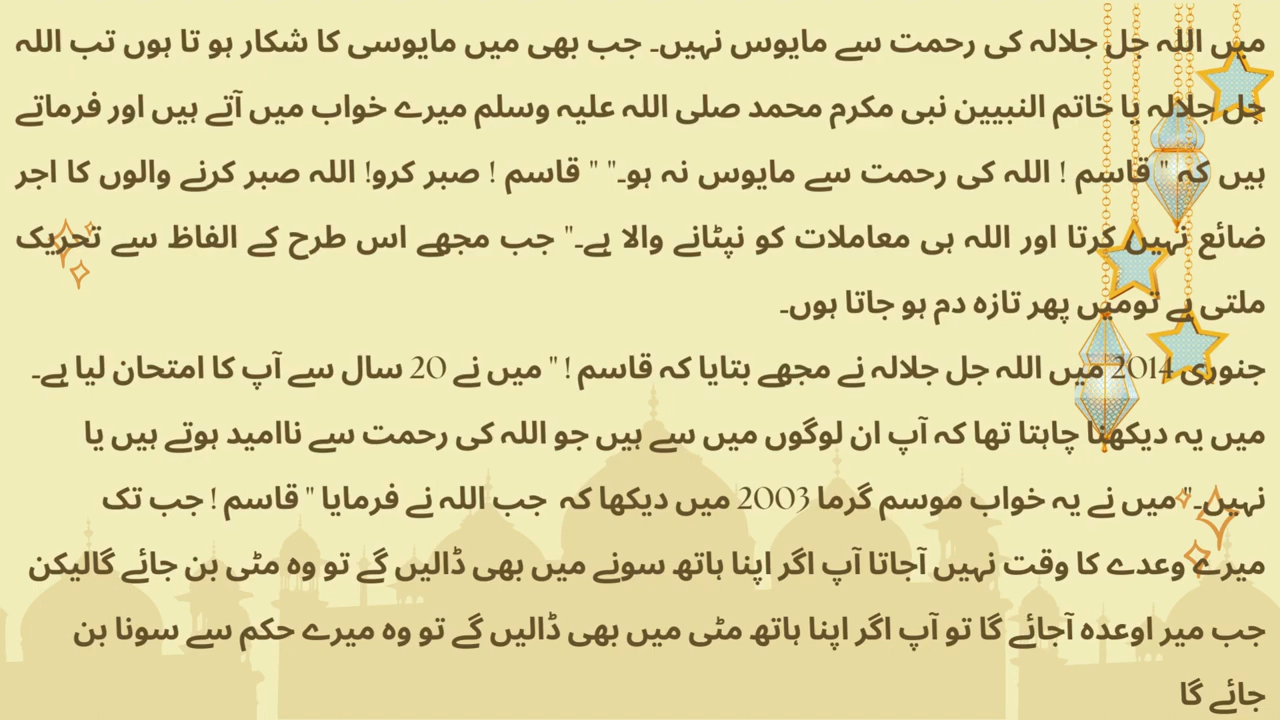 میں اللہ جل جلالہ کی رحمت سے مایوس نہیں۔ جب بھی میں مایوسی کا شکار ہو تا ہوں تب اللہ
جل جلالہ یا خاتم النبیین نبی مکرم محمد صلی اللہ علیہ وسلم میرے خواب میں آتے ہیں اور فرماتے
ہیں کہ " قاسم ! اللہ کی رحمت سے مایوس نہ ہو۔" " قاسم ! صبر کرو! اللہ صبر کرنے والوں کا اجر
ضائع نہیں کرتا اور اللہ ہی معاملات کو نپٹانے والا ہے۔" جب مجھے اس طرح کے الفاظ سے تحریک
ملتی ہے تومیں پھر تازہ دم ہو جاتا ہوں۔
جنوری 2014 میں اللہ جل جلالہ نے مجھے بتایا کہ قاسم ! " میں نے 20 سال سے آپ کا امتحان لیا ہے۔
میں یہ دیکھنا چاہتا تھا کہ آپ ان لوگوں میں سے ہیں جو اللہ کی رحمت سے ناامید ہوتے ہیں یا
نہیں۔" میں نے یہ خواب موسم گرما 2003 میں دیکھا کہ جب اللہ نے فرمایا " قاسم ! جب تک
میرے وعدے کا وقت نہیں آجاتا آپ اگر اپنا ہاتھ سونے میں بھی ڈالیں گے تو وہ مٹی بن جائے گالیکن
جب میر اوعدہ آجائے گا تو آپ اگر اپنا ہاتھ مٹی میں بھی ڈالیں گے تو وہ میرے حکم سے سونا بن
جائے گا